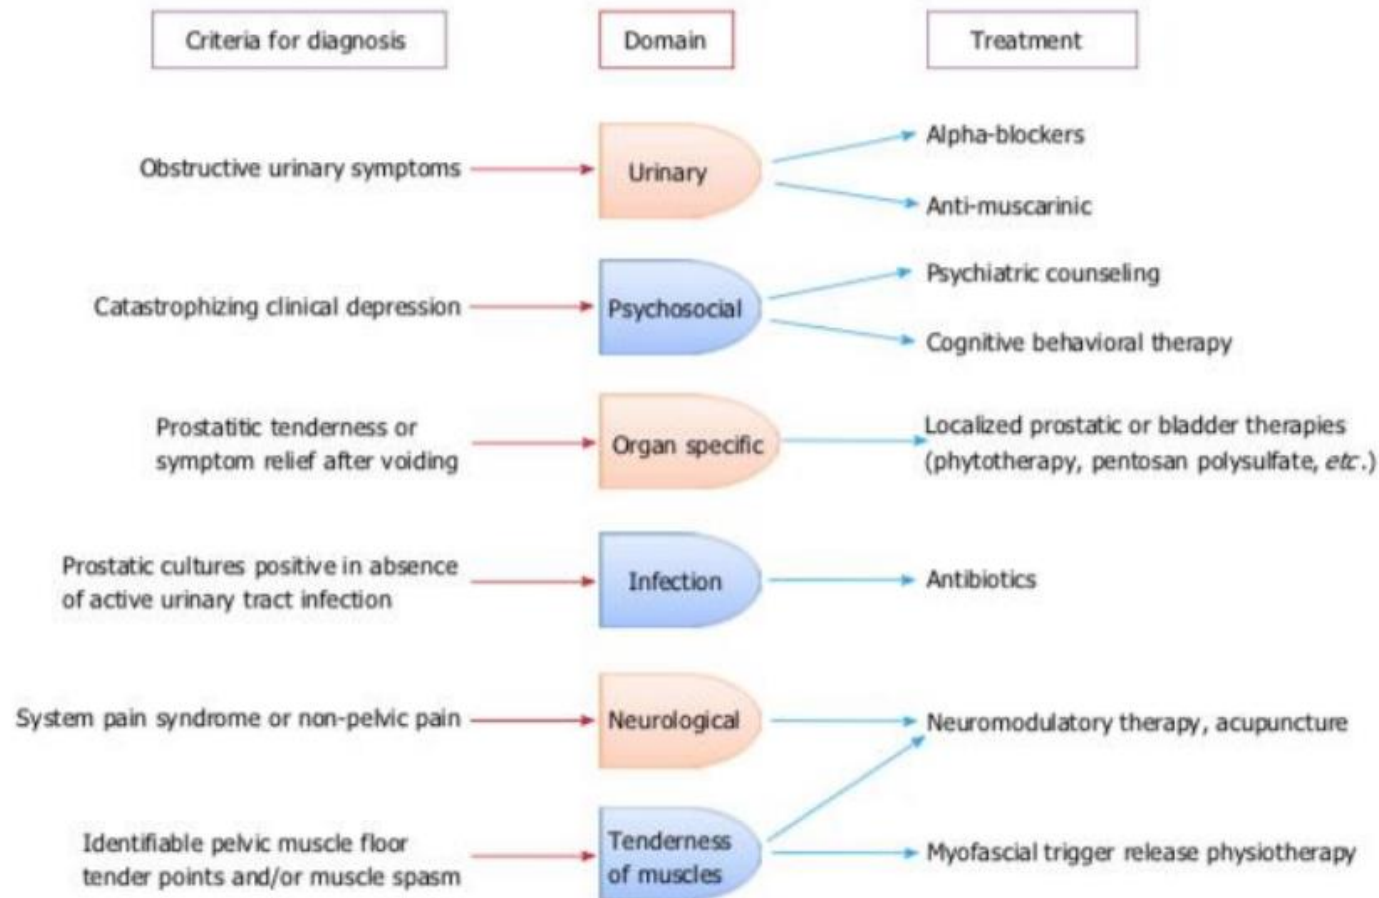 Criteria for diagnosis
Domain
Treatment
Obstructive urinary symptoms
Urinary
Alpha-blockers
Anti-muscarinic
Catastrophizing clinical depression
Psychosocial
Psychiatric counseling
Cognitive behavioral therapy
Prostatitic tenderness or
symptom relief after voiding
Organ specific
Localized prostatic or bladder therapies
(phytotherapy, pentosan polysulfate, etc.)
Prostatic cultures positive in absence
of active urinary tract infection
Infection
Antibiotics
System pain syndrome or non-pelvic pain
Neurological
Neuromodulatory therapy, acupuncture
Identifiable pelvic muscle floor
tender points and/or muscle spasm
Tenderness
of muscles
Myofascial trigger release physiotherapy